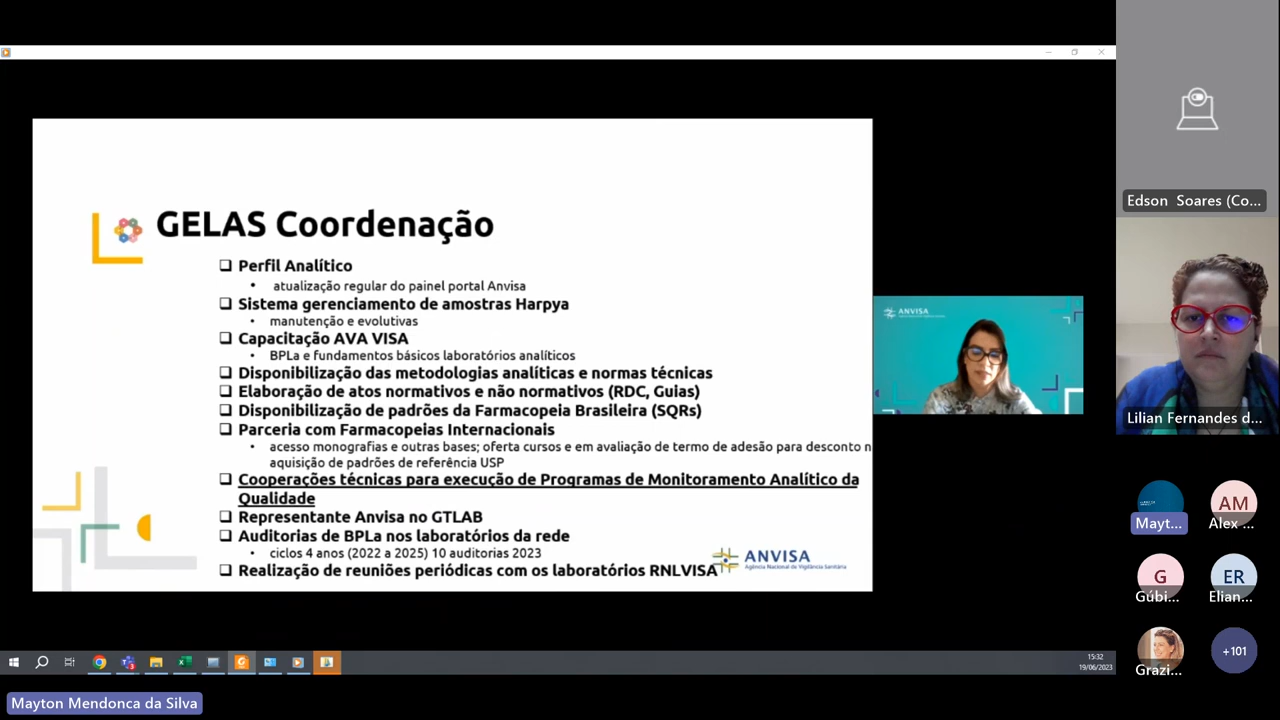 GELAS Coordenação
❑ Perfil Analítico
• atualização regular do painel portal Anvisa
❑ Sistema gerenciamento de amostras Harpya
• manutenção e evolutivas
❑ Capacitação AVA VISA
• BPLa e fundamentos básicos laboratórios analíticos
❑ Disponibilização das metodologias analíticas e normas técnicas
❑ Elaboração de atos normativos e não normativos (RDC, Guias)
❑ Disponibilização de padrões da Farmacopeia Brasileira (SQRs)
❑ Parceria com Farmacopeias Internacionais
• acesso monografias e outras bases; oferta cursos e em avaliação de termo de adesão para desconto n
aquisição de padrões de referência USP
❑ Cooperações técnicas para execução de Programas de Monitoramento Analítico da
Qualidade
❑ Representante Anvisa no GTLAB
❑ Auditorias de BPLa nos laboratórios da rede
• ciclos 4 anos (2022 a 2025) 10 auditorias 2023
❑ Realização de reuniões periódicas com os laboratórios RNLVISA
ANVISA
Agência Nacional de Vigilância Sanitária
ANVISA
Edson Soares (Co...
Lilian Fernandes d...
Mayt...
AM
Alex ...
G
Gúbi...
ER
Elian...
Grazi...
+101
15:32
19/06/2023
Mayton Mendonca da Silva